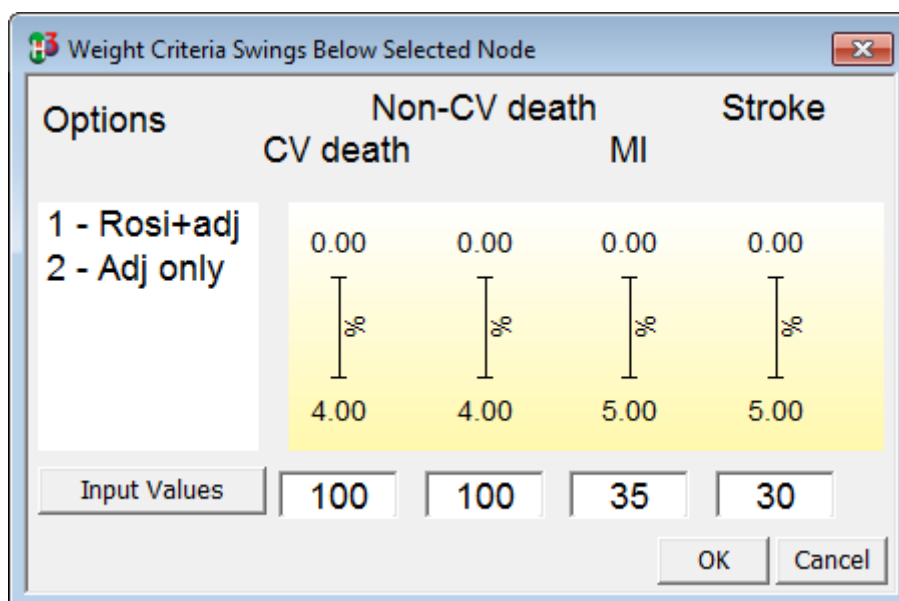 Weight Criteria Swings Below Selected Node
Options
Non-CV death Stroke
CV death MI
1 - Rosi+adj
2 - Adj only
0.00 0.00 0.00 0.00
% % % %
4.00 4.00 5.00 5.00
Input Values 100 100 35 30
OK Cancel